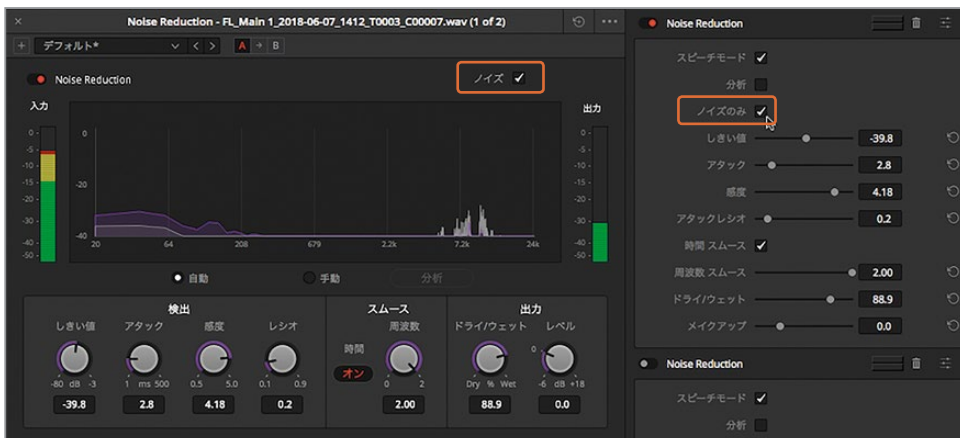 Noise Reduction - FL_Main 1_2018-06-07_1412_T0003_C00007.wav (1 of 2)
デフォルト*
A B
Noise Reduction
ノイズ
入力
出力
0 -5 -10 -15 -20 -30 -40 -50
0 -20 -40
20 64 208 679 2.2k 7.2k 24k
0 -5 -10 -15 -20 -30 -40 -50
自動 手動 分析
検出 スムース 出力
しきい値 アタック 感度 レシオ 周波数 ドライ/ウェット レベル
時間
オン
0
-80 dB -3 1 ms 500 0.5 5.0 0.1 0.9 0 2 Dry % Wet -6 dB +18
-39.8 2.8 4.18 0.2 2.00 88.9 0.0
Noise Reduction
スピーチモード
分析
ノイズのみ
しきい値 -39.8
アタック 2.8
感度 4.18
アタックレシオ 0.2
時間 スムース
周波数 スムース 2.00
ドライ/ウェット 88.9
メイクアップ 0.0
Noise Reduction
スピーチモード
分析